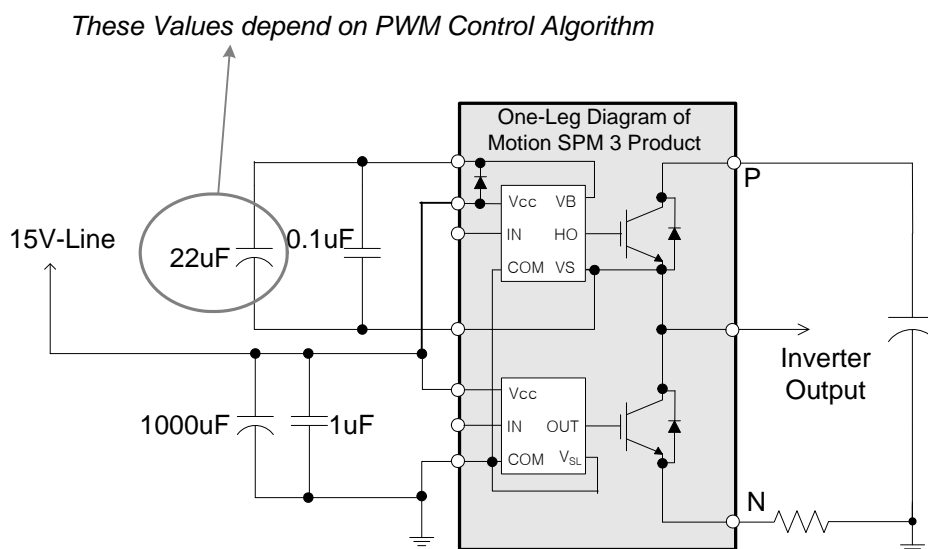 These Values depend on PWM Control Algorithm
One-Leg Diagram of
Motion SPM 3 Product
P
Vcc
VB
15V-Line
22uF
0.1uF
IN
HO
COM
VS
Inverter
Output
Vcc
1000uF
1uF
IN
OUT
COM
VSL
N